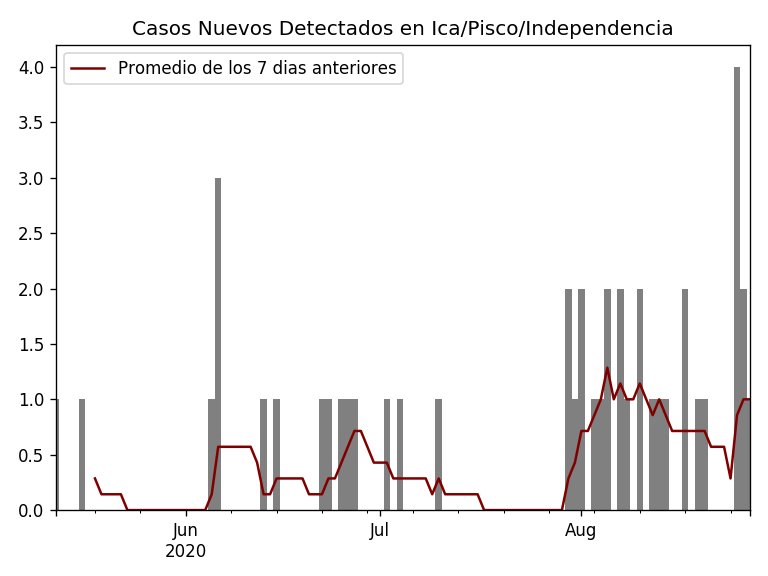 Casos Nuevos Detectados en Ica/Pisco/Independencia
Promedio de los 7 dias anteriores
4.0
3.5
3.0
2.5
2.0
1.5
1.0
0.5
0.0
Jun
2020
Jul
Aug